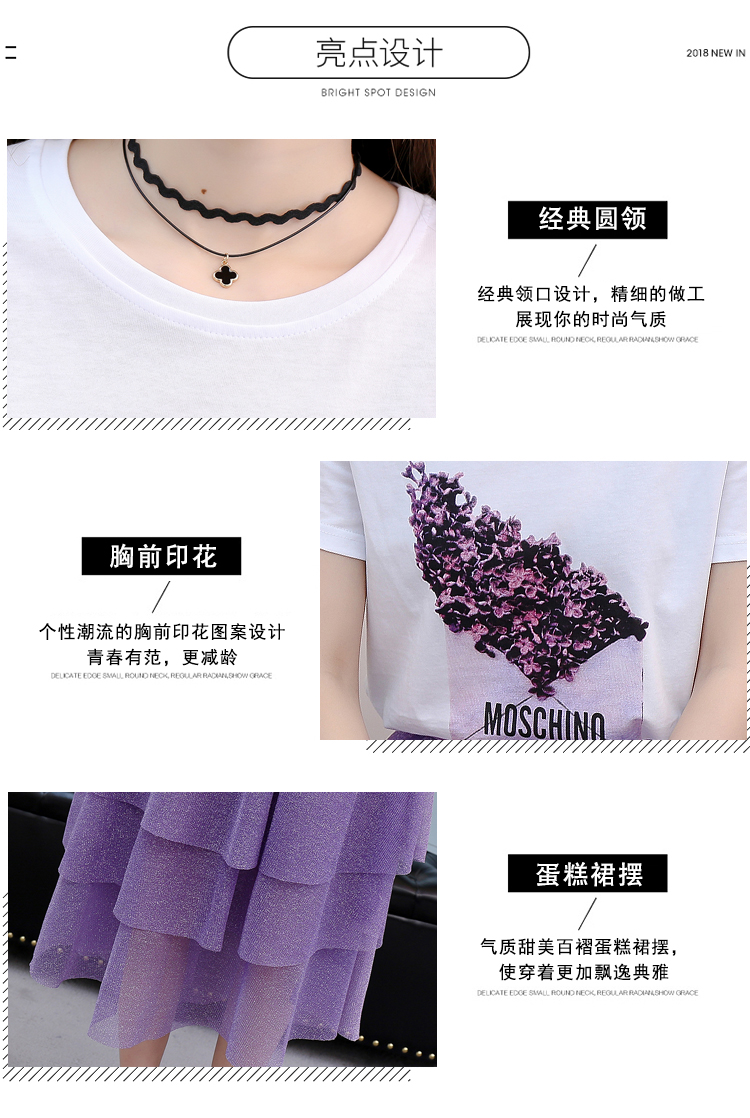 亮点设计
2018 NEW IN
BRIGHT SPOT DESIGN
经典圆领
经典领口设计，精细的做工
展现你的时尚气质
DELICATE EDGE SMALL ROUND NECK, REGULAR RADIAN,SHOW GRACE
胸前印花
个性潮流的胸前印花图案设计
青春有范，更减龄
DELICATE EDGE SMALL ROUND NECK, REGULAR RADIAN,SHOW GRACE
MOSCHINO
蛋糕裙摆
气质甜美百褶蛋糕裙摆，
使穿着更加飘逸典雅
DELICATE EDGE SMALL ROUND NECK, REGULAR RADIAN,SHOW GRACE